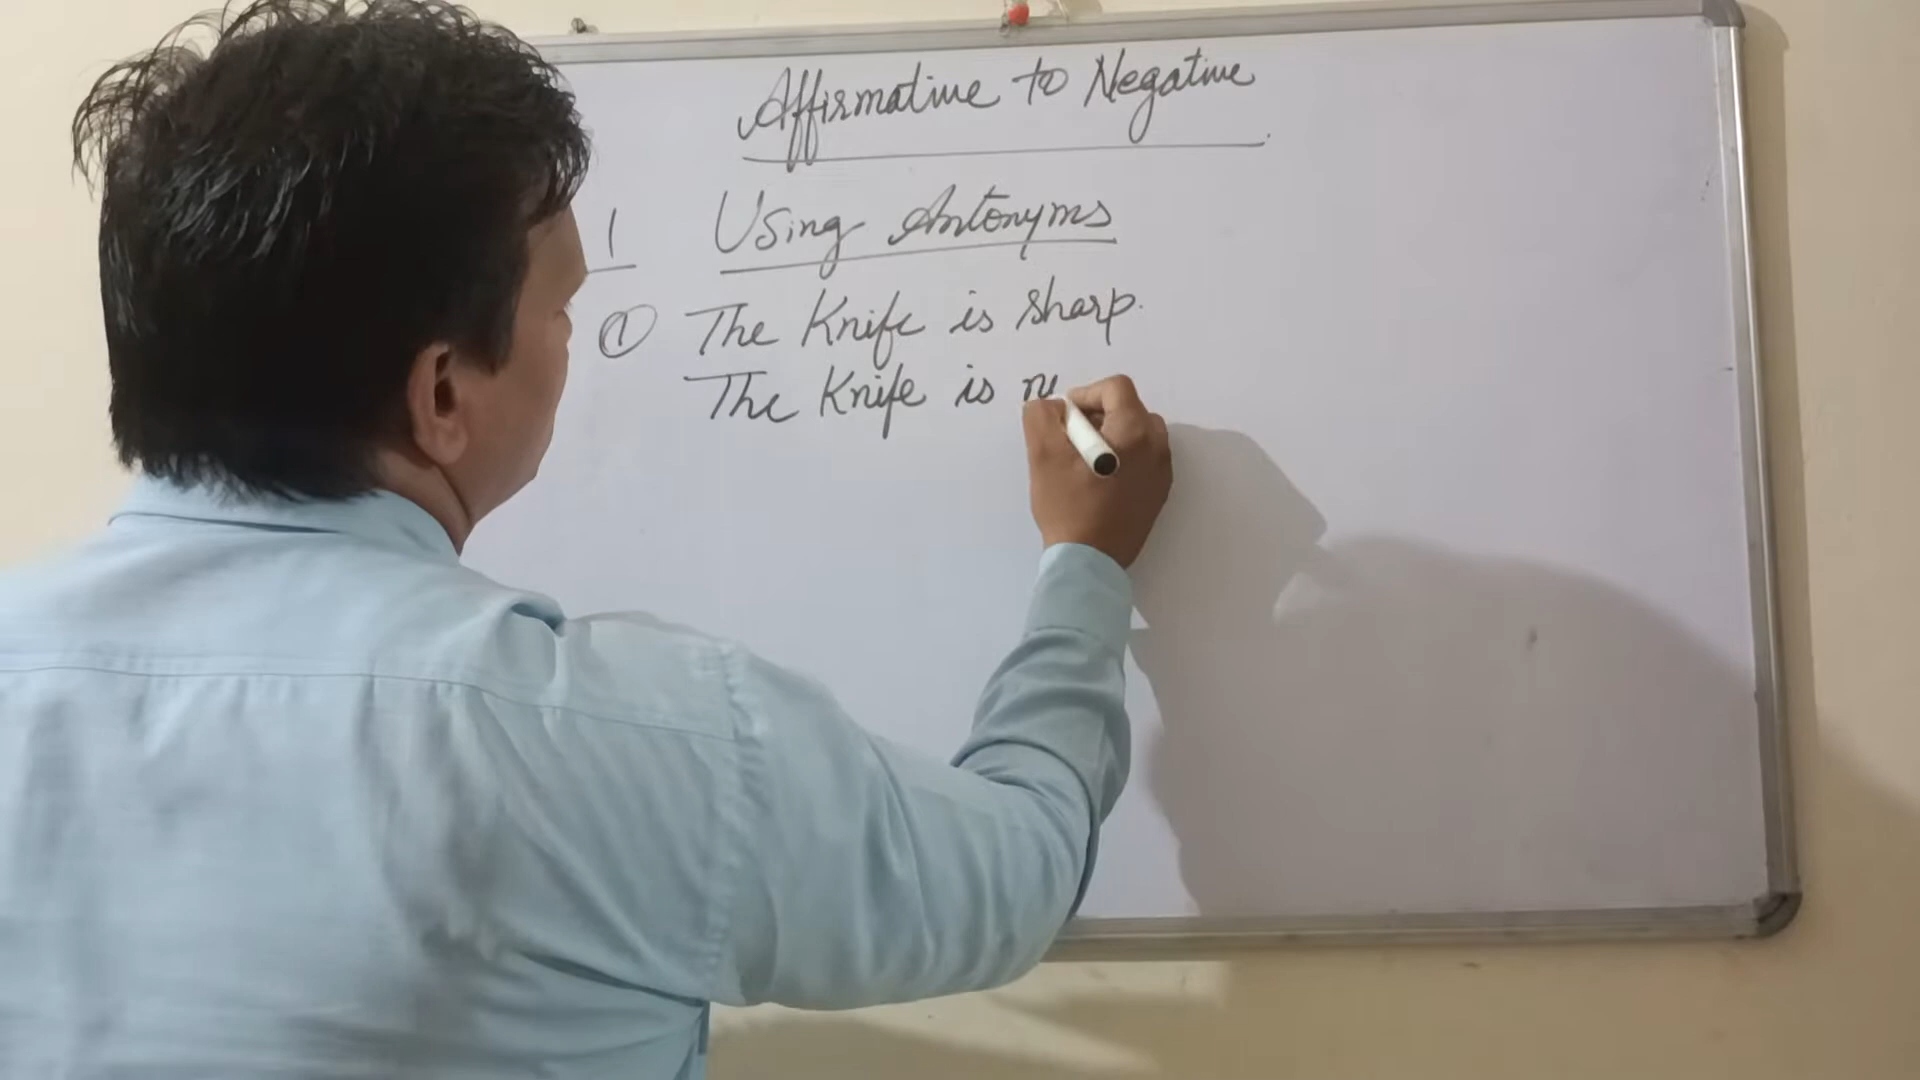 Affirmative to Negative
1 Using Antonyms
① The Knife is sharp.
The Knife is